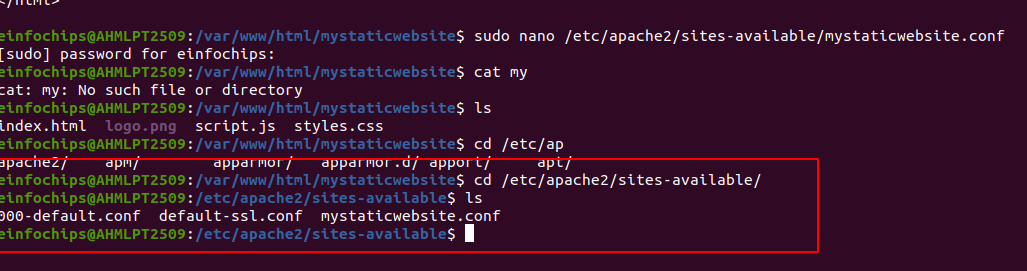 </html>
einfochips@AHMLPT2509:/var/www/html/mystaticwebsite$ sudo nano /etc/apache2/sites-available/mystaticwebsite.conf
[sudo] password for einfochips:
einfochips@AHMLPT2509:/var/www/html/mystaticwebsite$ cat my
cat: my: No such file or directory
einfochips@AHMLPT2509:/var/www/html/mystaticwebsite$ ls
index.html  logo.png  script.js  styles.css
einfochips@AHMLPT2509:/var/www/html/mystaticwebsite$ cd /etc/ap
apache2/    apm/        apparmor/   apparmor.d/ apport/     apt/
einfochips@AHMLPT2509:/var/www/html/mystaticwebsite$ cd /etc/apache2/sites-available/
einfochips@AHMLPT2509:/etc/apache2/sites-available$ ls
000-default.conf  default-ssl.conf  mystaticwebsite.conf
einfochips@AHMLPT2509:/etc/apache2/sites-available$